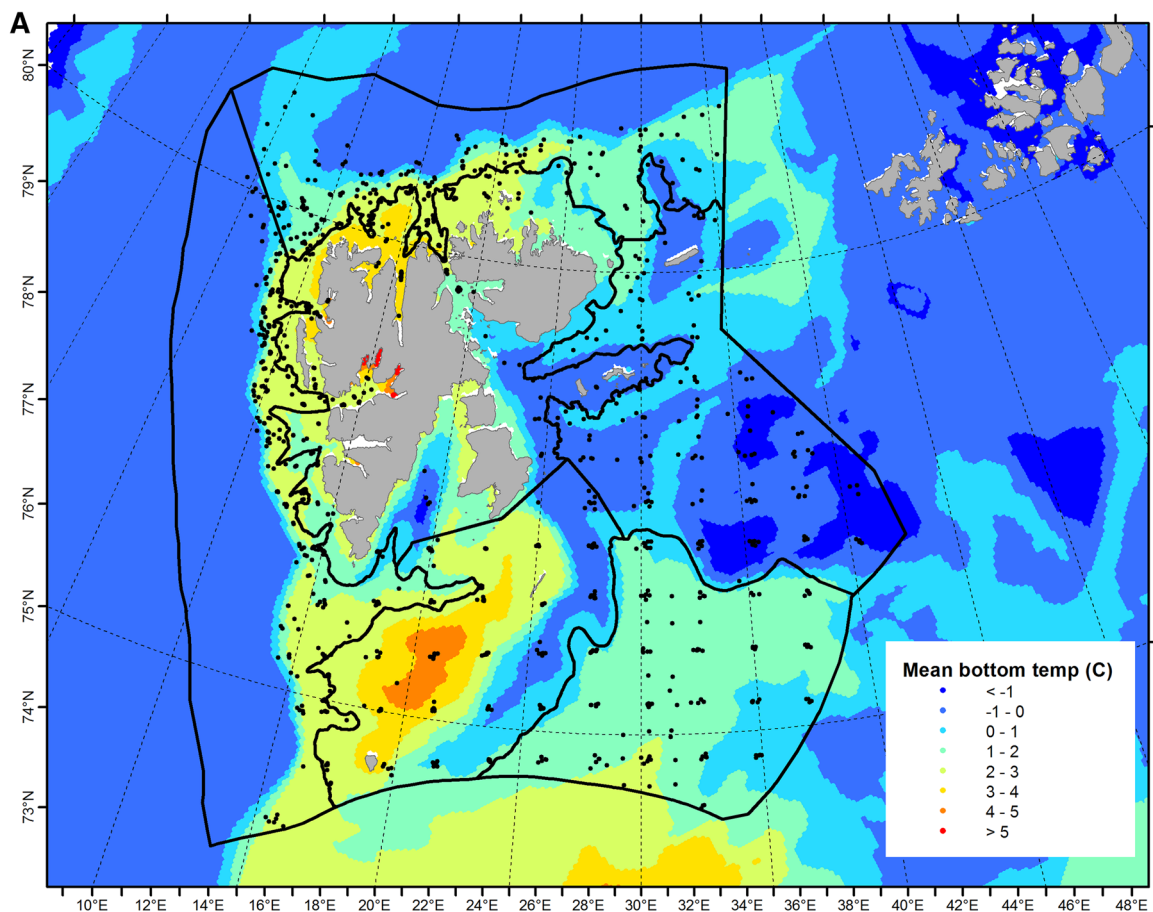 A
80°N
79°N
78°N
77°N
76°N
75°N
74°N
73°N
Mean bottom temp (C)
< -1
-1 - 0
0 - 1
1 - 2
2 - 3
3 - 4
4 - 5
> 5
10°E 12°E 14°E 16°E 18°E 20°E 22°E 24°E 26°E 28°E 30°E 32°E 34°E 36°E 38°E 40°E 42°E 44°E 46°E 48°E